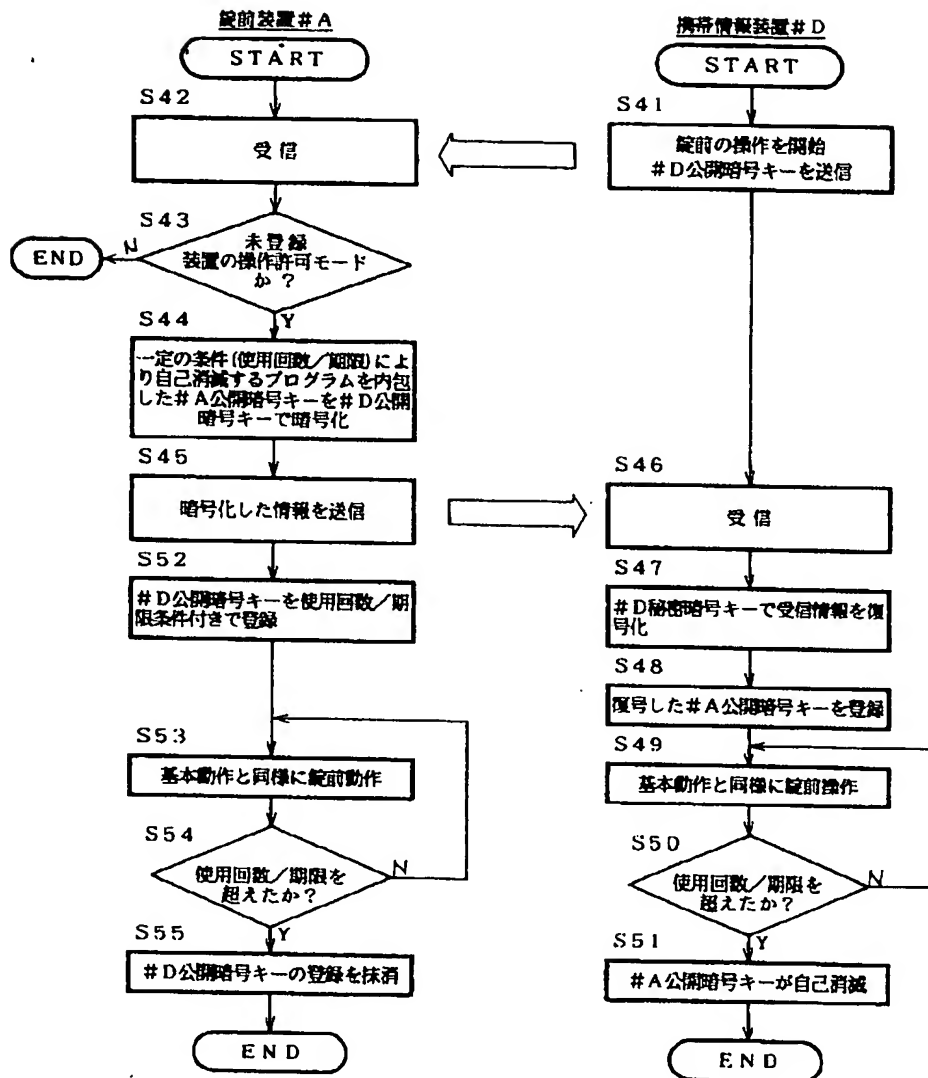 錠前装置#A
START
S42
受信
S43
未登録
装置の操作許可モード
か?
N
END
Y
S44
一定の条件(使用回数/期限)によ
り自己消滅するプログラムを内包
した#A公開暗号キーを#D公開
暗号キーで暗号化
S45
暗号化した情報を送信
S52
#D公開暗号キーを使用回数/期
限条件付きで登録
S53
基本動作と同様に錠前動作
S54
使用回数/期限を
超えたか?
N
Y
S55
#D公開暗号キーの登録を抹消
END
携帯情報装置#D
START
S41
錠前の操作を開始
#D公開暗号キーを送信
S46
受信
S47
#D秘密暗号キーで受信情報を復
号化
S48
復号した#A公開暗号キーを登録
S49
基本動作と同様に錠前操作
S50
使用回数/期限を
超えたか?
N
Y
S51
#A公開暗号キーが自己消滅
END